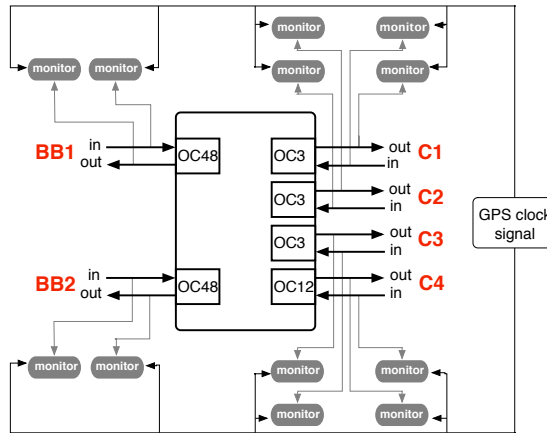 monitor
monitor
monitor
monitor
monitor
monitor
BB1
in
out
OC48
OC3
out
in
C1
OC3
out
in
C2
GPS clock
signal
OC3
out
in
C3
BB2
in
out
OC48
OC12
out
in
C4
monitor
monitor
monitor
monitor
monitor
monitor